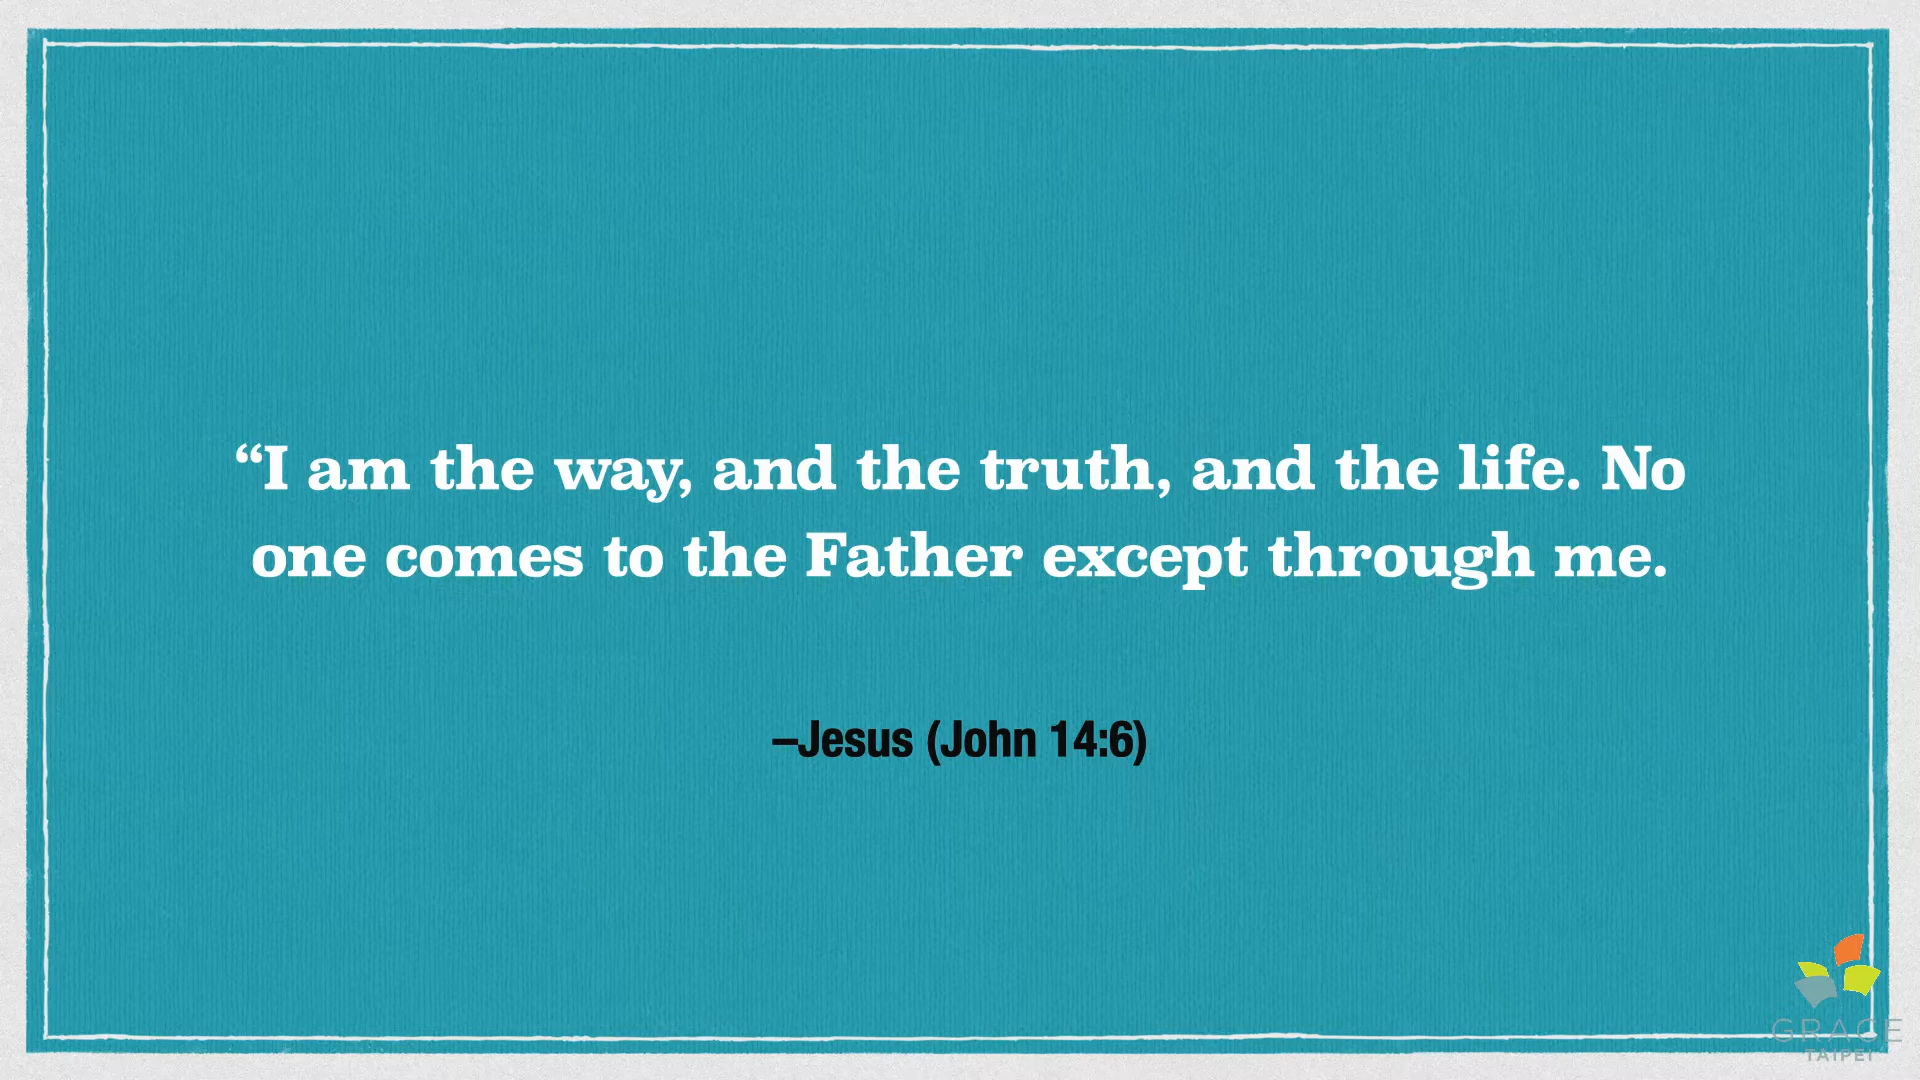 “I am the way, and the truth, and the life. No
one comes to the Father except through me.
–Jesus (John 14:6)
GRACE
TAIPEI